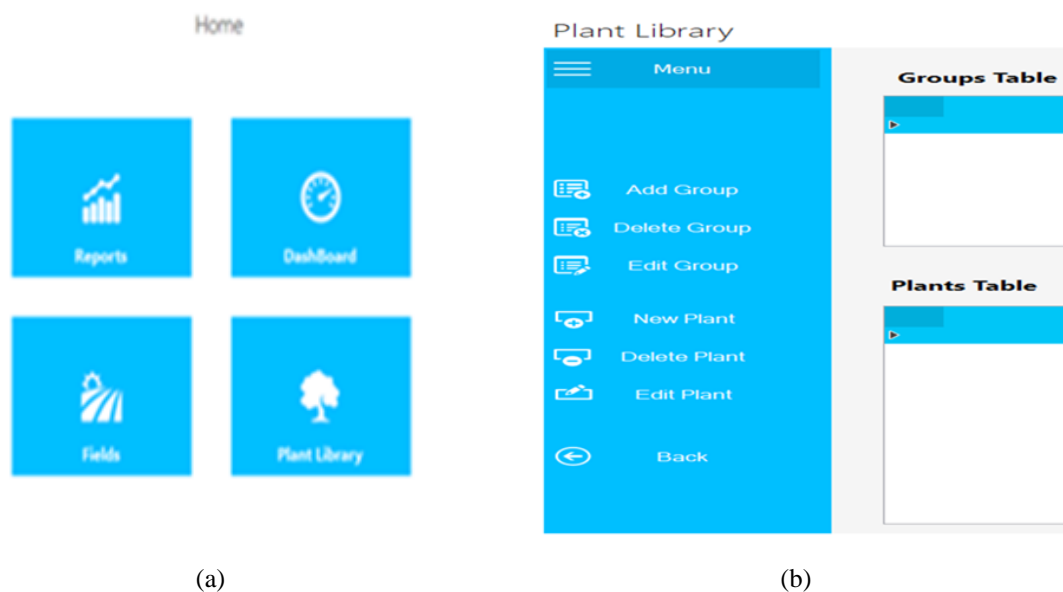 Home
Reports
DashBoard
Fields
Plant Library
(a)
Plant Library
Menu
Add Group
Delete Group
Edit Group
New Plant
Delete Plant
Edit Plant
Back
Groups Table
Plants Table
(b)